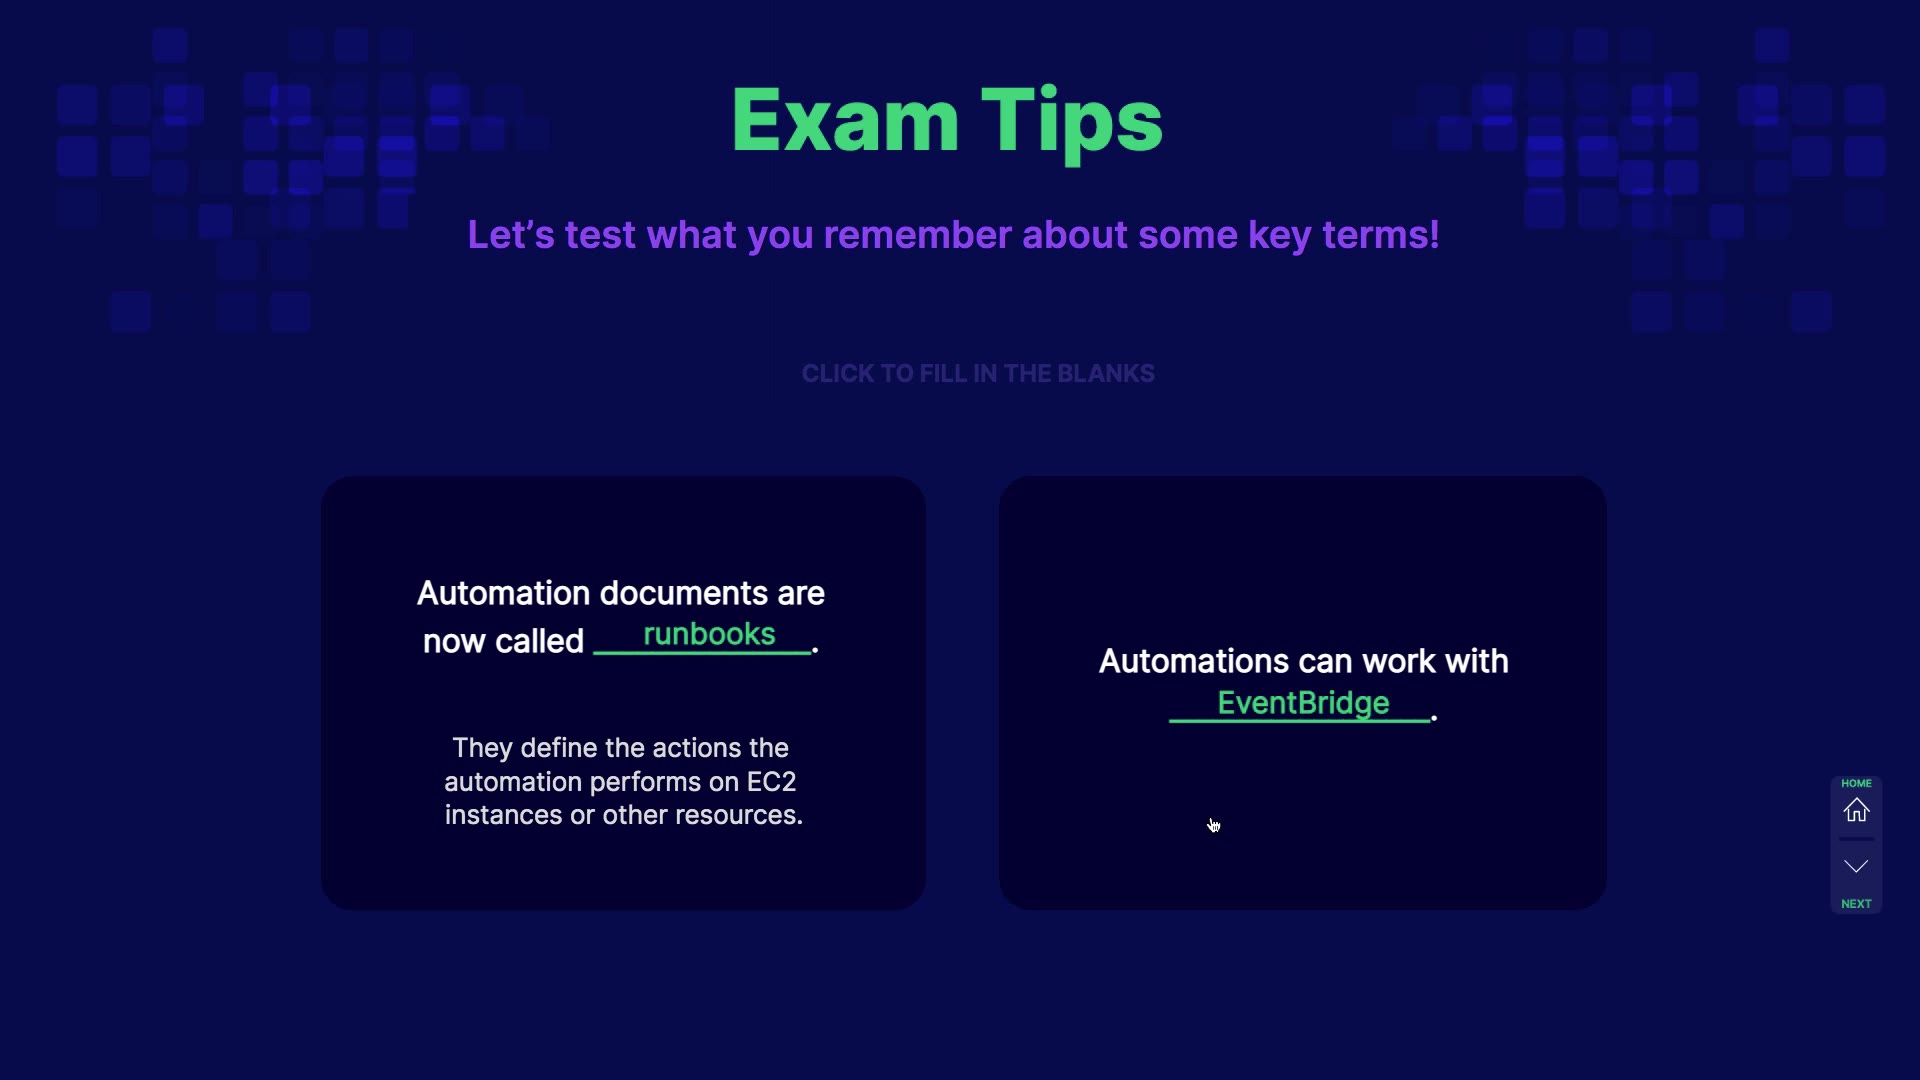 Exam Tips
Let’s test what you remember about some key terms!
CLICK TO FILL IN THE BLANKS
Automation documents are
now called runbooks.
They define the actions the
automation performs on EC2
instances or other resources.
Automations can work with
EventBridge.
HOME
NEXT